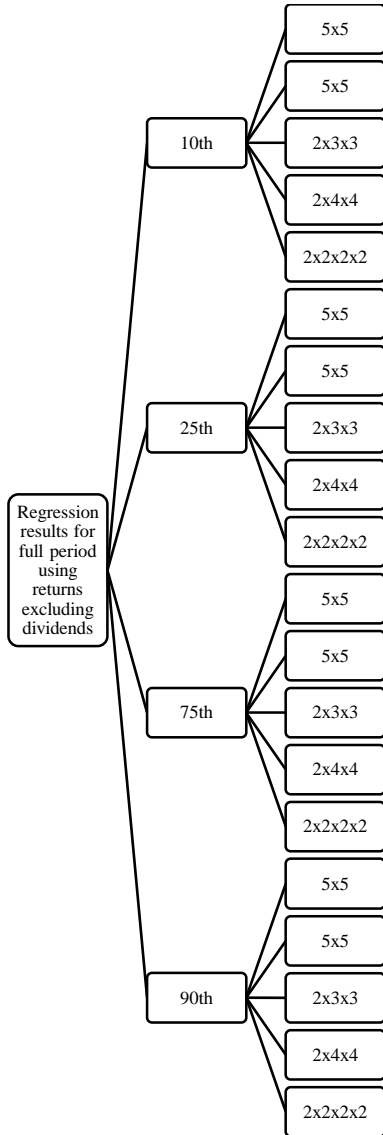 Regression
results for
full period
using
returns
excluding
dividends
10th
5x5
5x5
2x3x3
2x4x4
2x2x2x2
25th
5x5
5x5
2x3x3
2x4x4
2x2x2x2
75th
5x5
5x5
2x3x3
2x4x4
2x2x2x2
90th
5x5
5x5
2x3x3
2x4x4
2x2x2x2